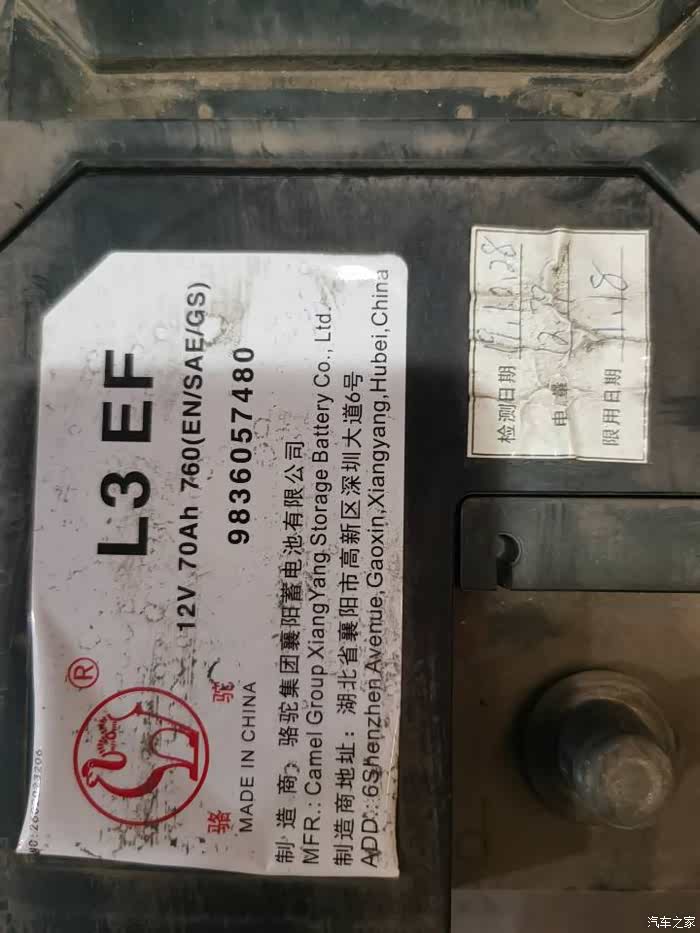 L3 EF
12V 70Ah 760(EN/SAE/GS)
9836057480
®
骆 驼
MADE IN CHINA
制 造 商：骆驼集团襄阳蓄电池有限公司
MFR.: Camel Group XiangYang Storage Battery Co., Ltd.
制造商地址：湖北省襄阳市高新区深圳大道6号
ADD.:6Shenzhen Avenue,Gaoxin,Xiangyang,Hubei,China
检测日期
电 量
限用日期
汽车之家